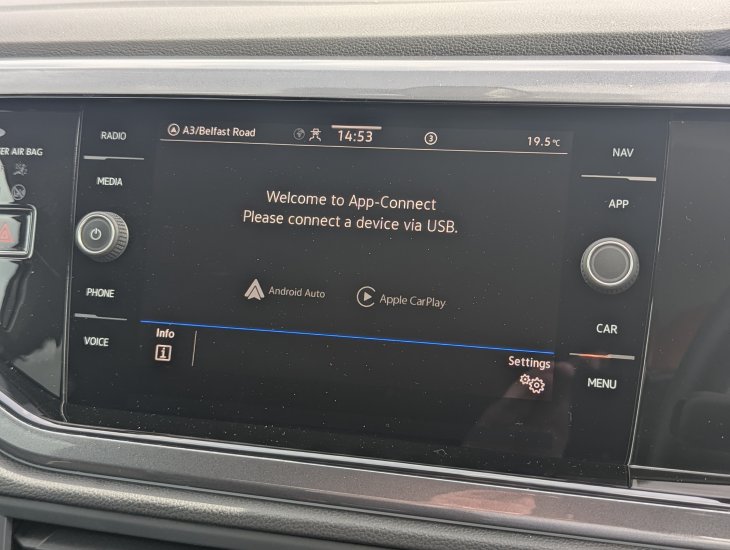 RADIO
MEDIA
PHONE
VOICE
AIR BAG
A3/Belfast Road
14:53
3
19.5°C
Welcome to App-Connect
Please connect a device via USB.
Android Auto
Apple CarPlay
Info
i
Settings
NAV
APP
CAR
MENU